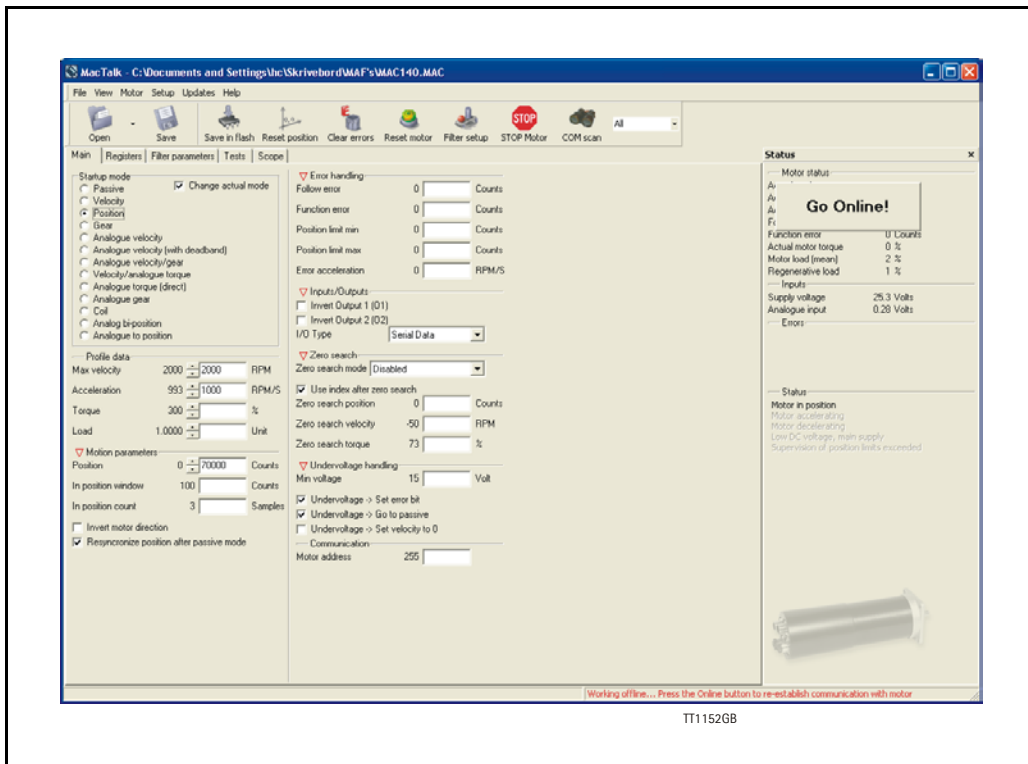 MacTalk - C:\Documents and Settings\hc\Skrivebord\MAF's\MAC140.MAC
File View Motor Setup Updates Help
Open Save Save in flash Reset position Clear errors Reset motor Filter setup STOP Motor COM scan All
STOP
Main Registers Filter parameters Tests Scope
Startup mode
Passive
Change actual mode
Velocity
Position
Gear
Analogue velocity
Analogue velocity (with deadband)
Analogue velocity/gear
Velocity/analogue torque
Analogue torque (direct)
Analogue gear
Coil
Analog bi-position
Analogue to position
Profile data
Max velocity 2000 2000 RPM
Acceleration 993 1000 RPM/S
Torque 300 %
Load 1.0000 Unit
Motion parameters
Position 0 70000 Counts
In position window 100 Counts
In position count 3 Samples
Invert motor direction
Resyncronize position after passive mode
Error handling
Follow error 0 Counts
Function error 0 Counts
Position limit min 0 Counts
Position limit max 0 Counts
Error acceleration 0 RPM/S
Inputs/Outputs
Invert Output 1 (O1)
Invert Output 2 (O2)
I/O Type Serial Data
Zero search
Zero search mode Disabled
Use index after zero search
Zero search position 0 Counts
Zero search velocity -50 RPM
Zero search torque 73 %
Undervoltage handling
Min voltage 15 Volt
Undervoltage -> Set error bit
Undervoltage -> Go to passive
Undervoltage -> Set velocity to 0
Communication
Motor address 255
Status
Motor status
Go Online!
Function error 0 Counts
Actual motor torque 0 %
Motor load (mean) 2 %
Regenerative load 1 %
Inputs
Supply voltage 25.3 Volts
Analogue input 0.28 Volts
Errors
Status
Motor in position
Motor accelerating
Motor decelerating
Low DC voltage, main supply
Supervision of position limits exceeded
Working offline... Press the Online button to re-establish communication with motor
TT1152GB